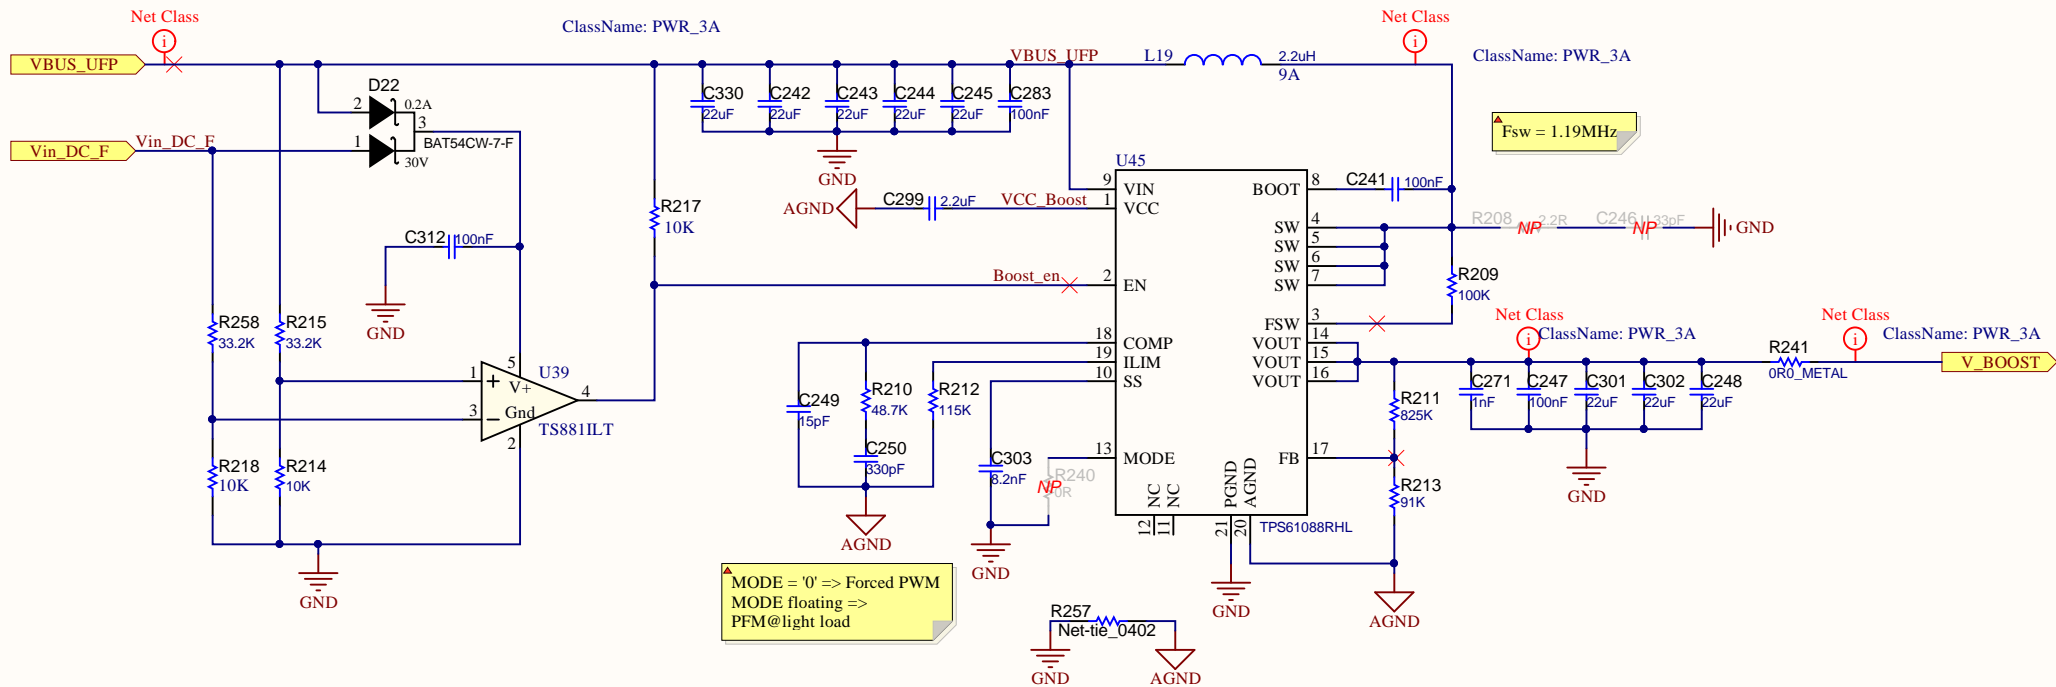 Net Class
ClassName: PWR_3A
Net Class
ClassName: PWR_3A
VBUS_UFP
VBUS_UFP
L19
2.2uH
9A
D22
2
0.2A
3
BAT54CW-7-F
1
30V
Vin_DC_F
Vin_DC_F
C330
22uF
C242
22uF
C243
22uF
C244
22uF
C245
22uF
C283
100nF
GND
Fsw = 1.19MHz
U45
9
VIN
BOOT
8
C241
100nF
AGND
C299
2.2uF
VCC_Boost
1
VCC
R217
10K
SW
4
R208
2.2R
NP
C246
33pF
NP
GND
SW
5
SW
6
SW
7
C312
100nF
GND
Boost_en
2
EN
R209
100K
FSW
3
Net Class
ClassName: PWR_3A
Net Class
ClassName: PWR_3A
R258
33.2K
R215
33.2K
18
COMP
VOUT
14
19
ILIM
VOUT
15
10
SS
VOUT
16
R241
0R0_METAL
V_BOOST
5
U39
1
V+
4
3
Gnd
TS881ILT
2
C249
15pF
R210
48.7K
R212
115K
R211
825K
C271
1nF
C247
100nF
C301
22uF
C302
22uF
C248
22uF
R218
10K
R214
10K
C250
330pF
C303
8.2nF
13
MODE
R240
0R
NP
FB
17
R213
91K
GND
NC
NC
PGND
AGND
12
11
21
20
TPS61088RHL
GND
AGND
GND
MODE = '0' => Forced PWM
MODE floating =>
PFM@light load
GND
AGND
R257
Net-tie_0402
GND
AGND